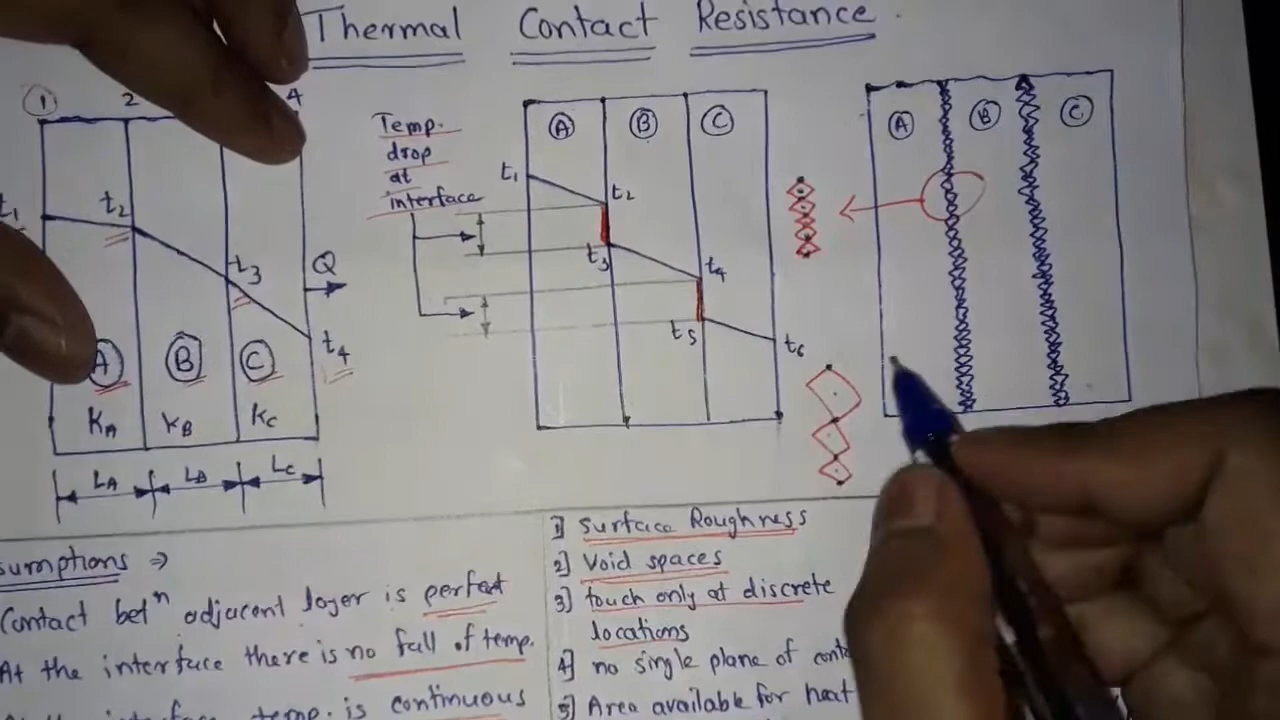 Thermal Contact Resistance
1 2 4
t1 t2 t3 t4
Q
A B C
KA KB KC
LA LB LC
Temp.
drop
at
interface
A B C
t1 t2
t3 t4
t5 t6
A B C
sumptions ⇒
Contact betn adjacent layer is perfect
At the interface there is no fall of temp.
temp. is continuous
1] Surface Roughness
2] Void spaces
3] touch only at discrete
locations
4] no single plane of
5] Area available for heat